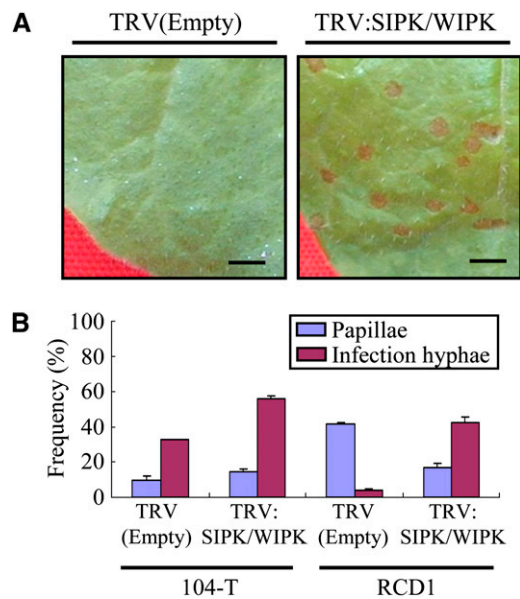 A
TRV(Empty)
TRV:SIPK/WIPK
B
Frequency (%)
100
80
60
40
20
0
Papillae
Infection hyphae
TRV
(Empty)
TRV:
SIPK/WIPK
TRV
(Empty)
TRV:
SIPK/WIPK
104-T
RCD1